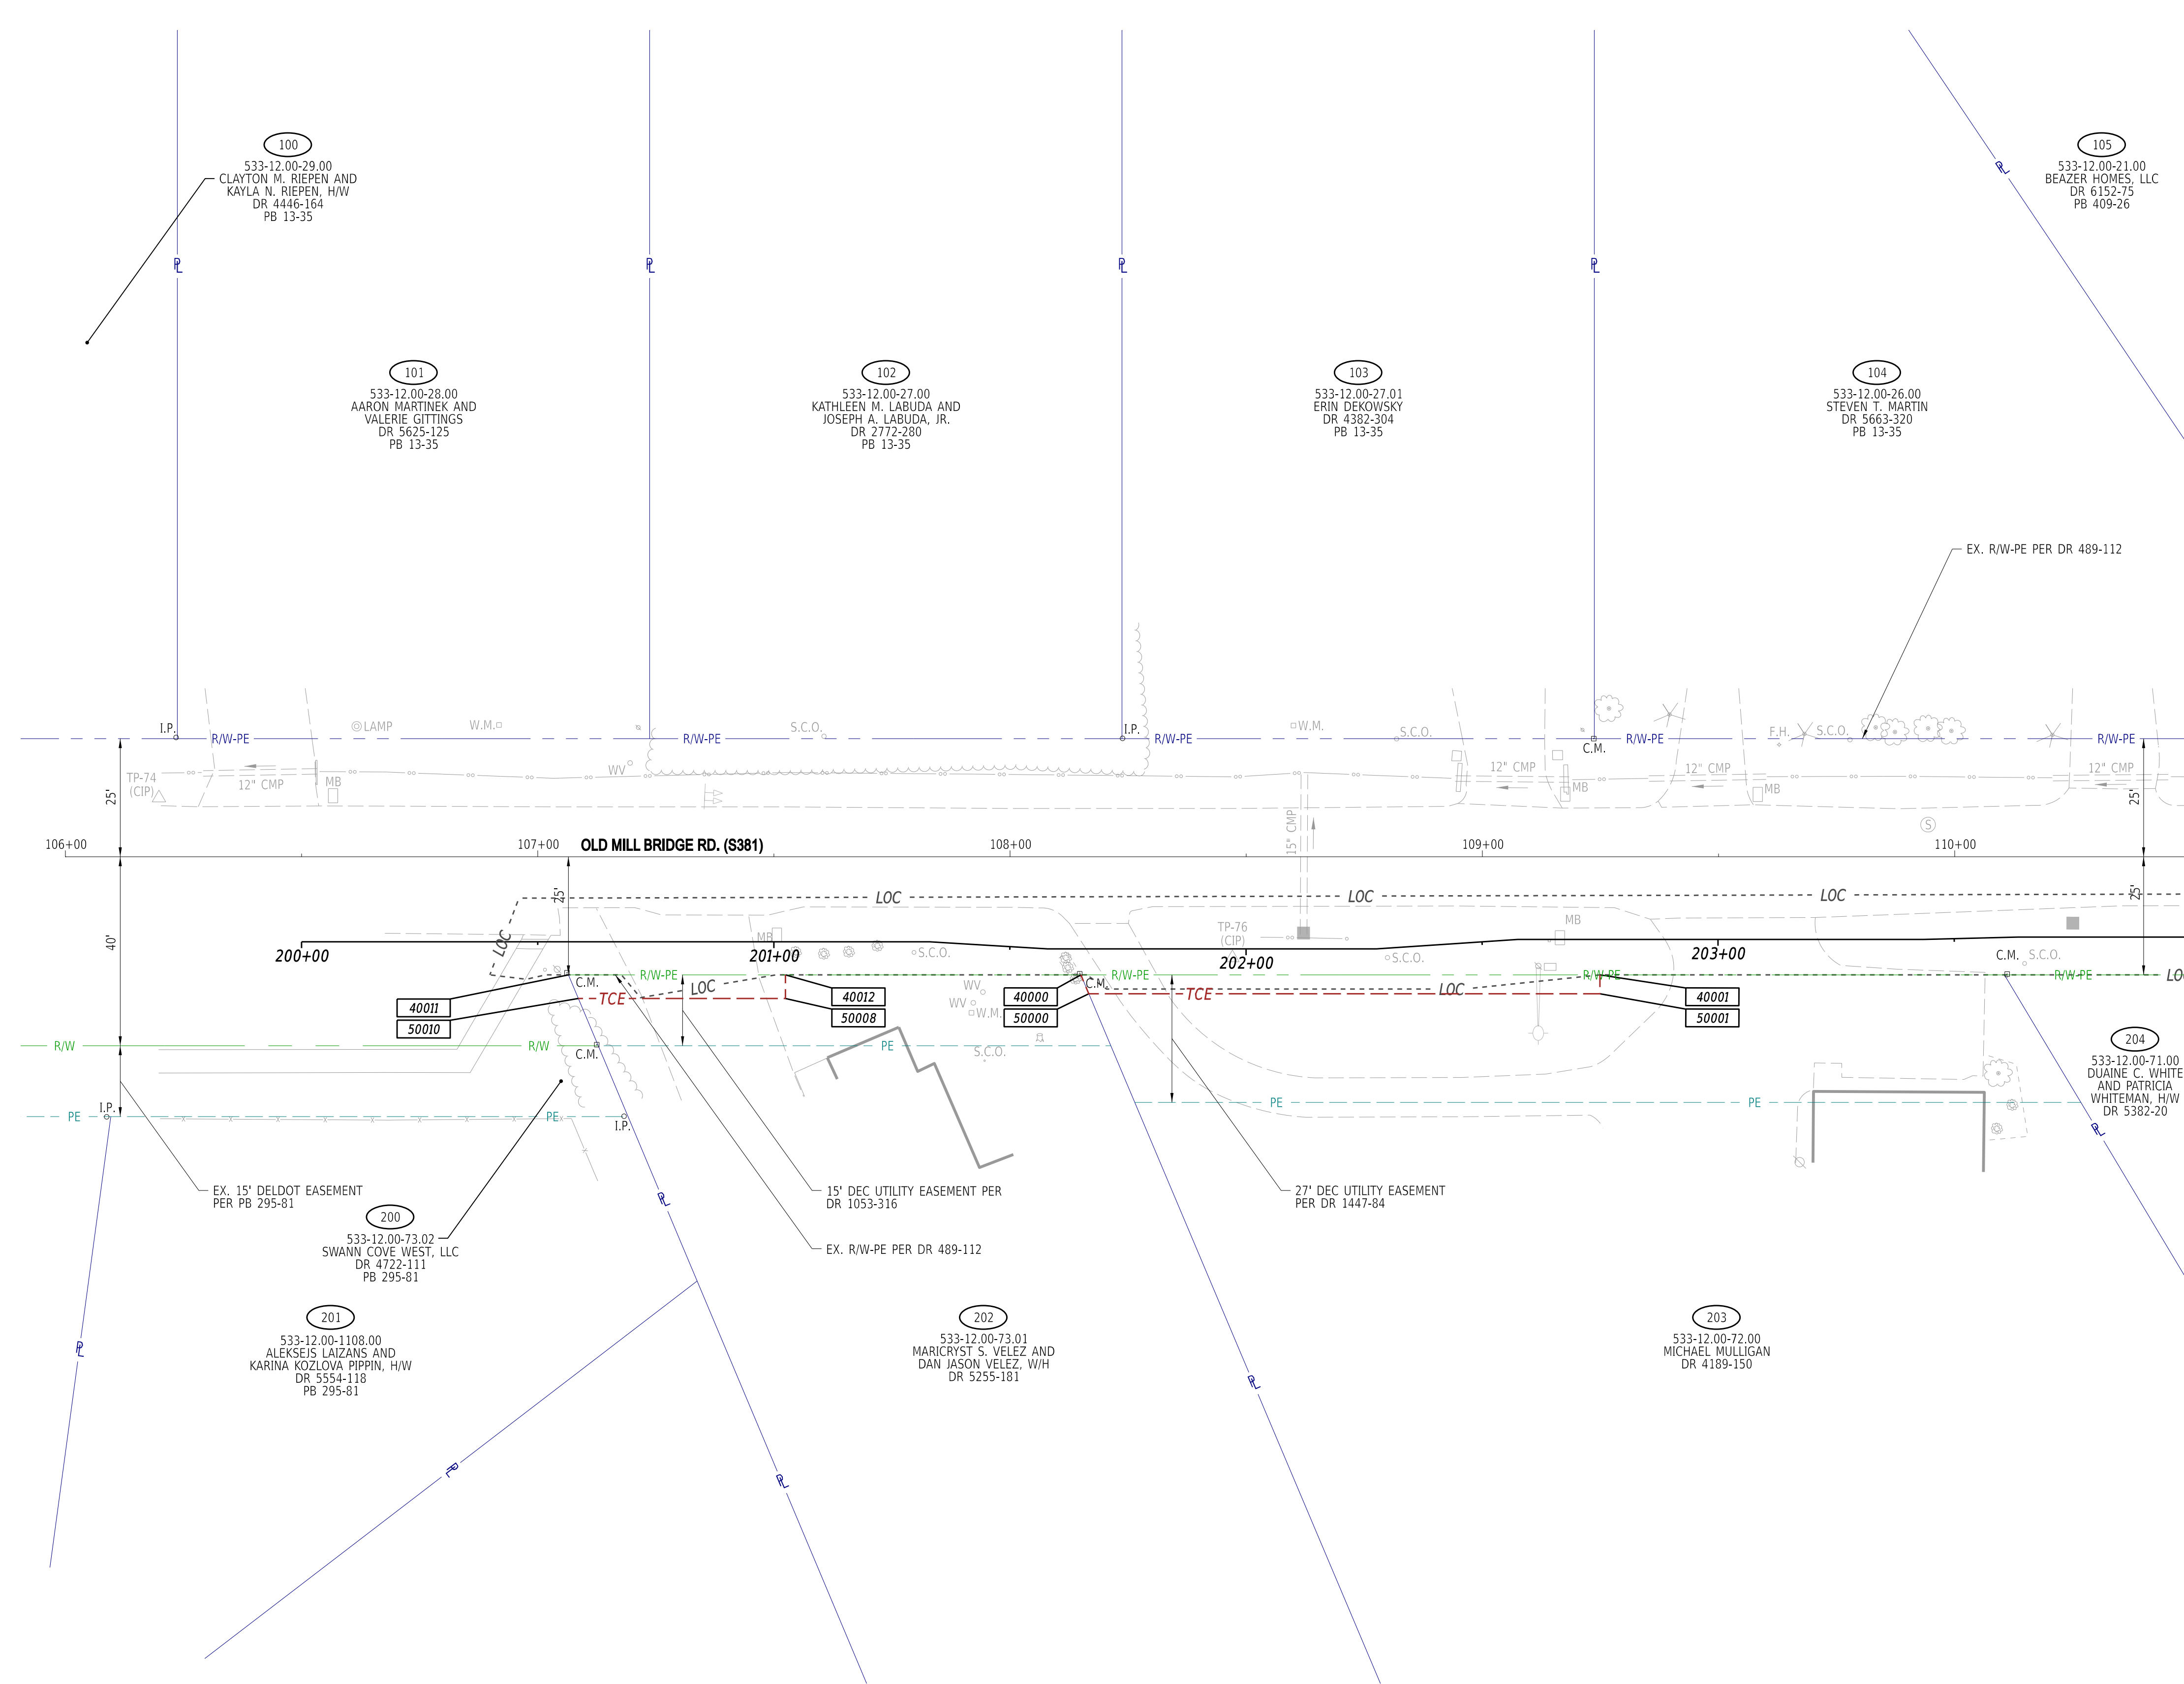 100
533-12.00-29.00
CLAYTON M. RIEPEN AND
KAYLA N. RIEPEN, H/W
DR 4446-164
PB 13-35
105
533-12.00-21.00
BEAZER HOMES, LLC
DR 6152-75
PB 409-26
PL
PL
PL
PL
PL
101
533-12.00-28.00
AARON MARTINEK AND
VALERIE GITTINGS
DR 5625-125
PB 13-35
102
533-12.00-27.00
KATHLEEN M. LABUDA AND
JOSEPH A. LABUDA, JR.
DR 2772-280
PB 13-35
103
533-12.00-27.01
ERIN DEKOWSKY
DR 4382-304
PB 13-35
104
533-12.00-26.00
STEVEN T. MARTIN
DR 5663-320
PB 13-35
EX. R/W-PE PER DR 489-112
I.P.
LAMP
W.M.
S.C.O.
I.P.
W.M.
S.C.O.
C.M.
F.H.
S.C.O.
R/W-PE
R/W-PE
R/W-PE
R/W-PE
R/W-PE
TP-74
(CIP)
12" CMP
MB
WV
12" CMP
MB
12" CMP
MB
12" CMP
25'
25'
15" CMP
S
106+00
107+00
OLD MILL BRIDGE RD. (S381)
108+00
109+00
110+00
25'
25'
40'
LOC
LOC
LOC
LOC
MB
S.C.O.
TP-76
(CIP)
MB
S.C.O.
C.M.
S.C.O.
200+00
201+00
202+00
203+00
C.M.
R/W-PE
LOC
WV
WV
W.M.
C.M.
R/W-PE
LOC
R/W-PE
R/W-PE
LOC
TCE
TCE
40011
50010
40012
50008
40000
50000
40001
50001
R/W
R/W
C.M.
PE
S.C.O.
204
533-12.00-71.00
DUAINE C. WHITE
AND PATRICIA
WHITEMAN, H/W
DR 5382-20
PE
I.P.
PE
I.P.
PE
PE
PL
EX. 15' DELDOT EASEMENT
PER PB 295-81
PL
15' DEC UTILITY EASEMENT PER
DR 1053-316
27' DEC UTILITY EASEMENT
PER DR 1447-84
200
533-12.00-73.02
SWANN COVE WEST, LLC
DR 4722-111
PB 295-81
EX. R/W-PE PER DR 489-112
201
533-12.00-1108.00
ALEKSEJS LAIZANS AND
KARINA KOZLOVA PIPPIN, H/W
DR 5554-118
PB 295-81
202
533-12.00-73.01
MARICRYST S. VELEZ AND
DAN JASON VELEZ, W/H
DR 5255-181
203
533-12.00-72.00
MICHAEL MULLIGAN
DR 4189-150
PL
PL
PL
PL